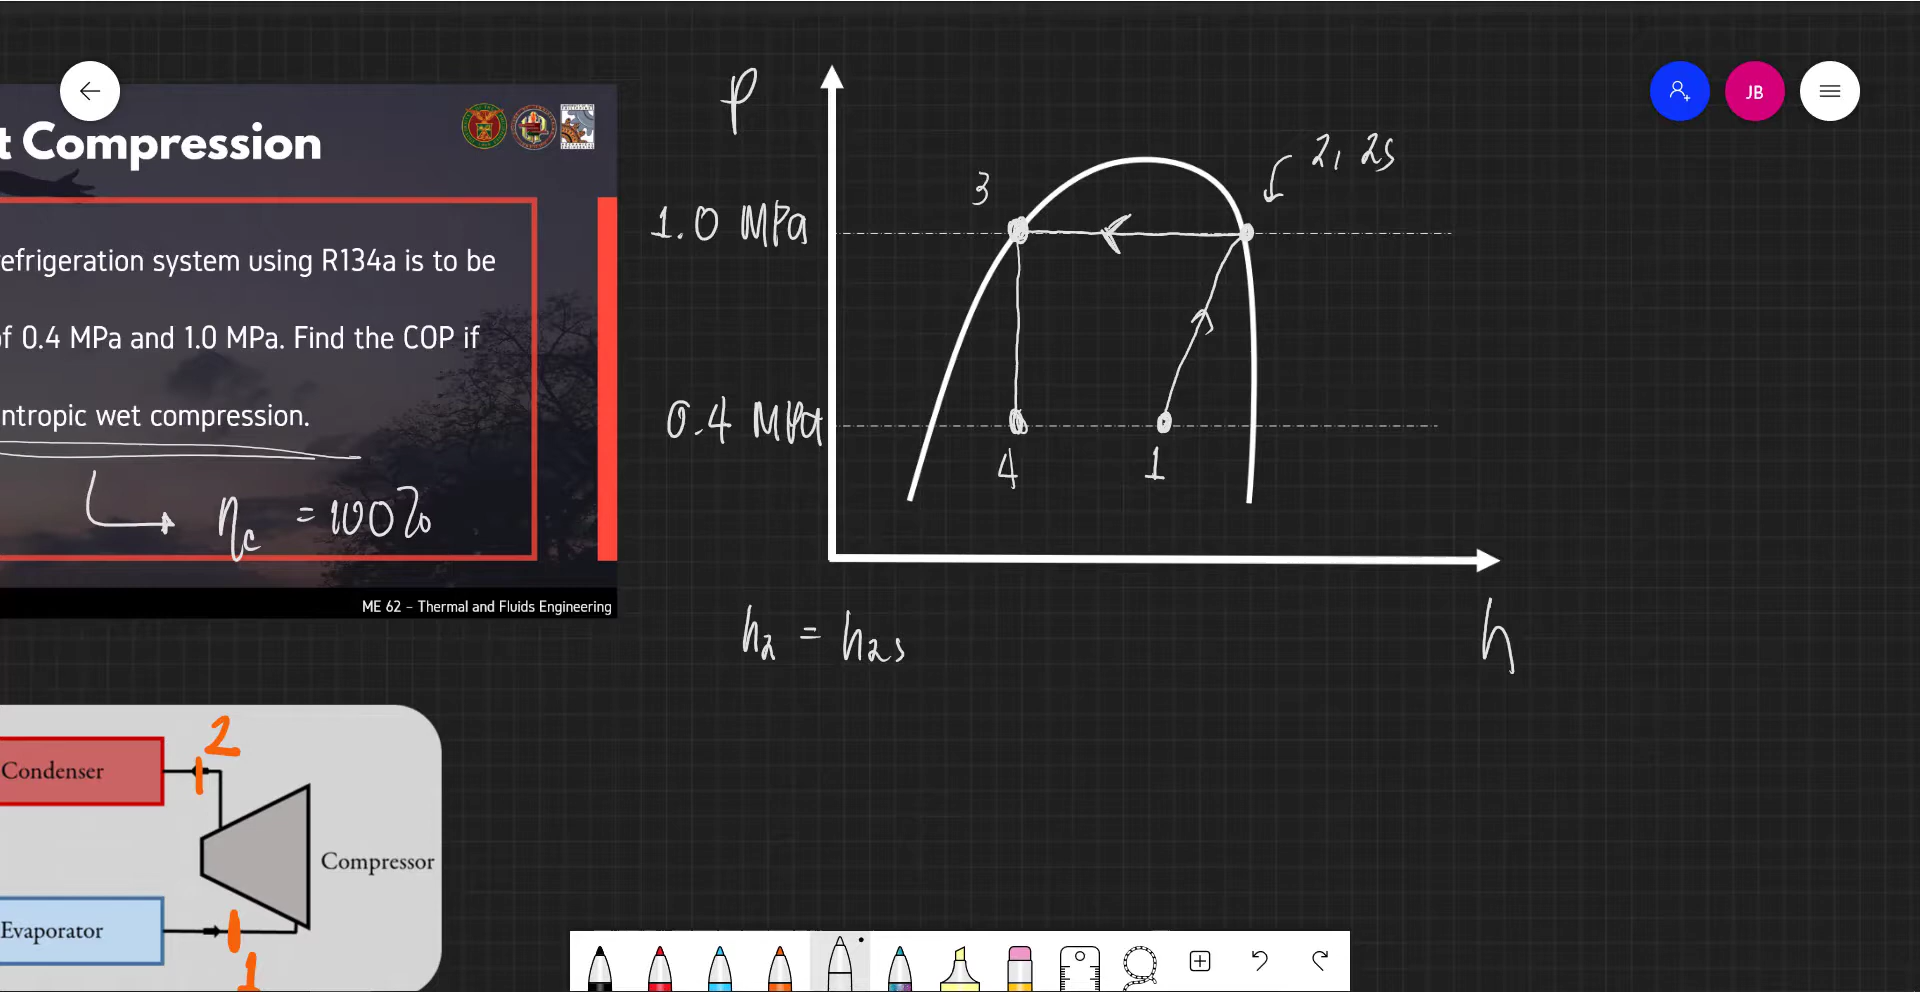 t Compression
efrigeration system using R134a is to be
of 0.4 MPa and 1.0 MPa. Find the COP if
ntropic wet compression.
ηc = 100%
ME 62 – Thermal and Fluids Engineering
P
1.0 MPa
0.4 MPa
3
2, 2s
4
1
h
h2 = h2s
JB
2
Condenser
Compressor
Evaporator
1